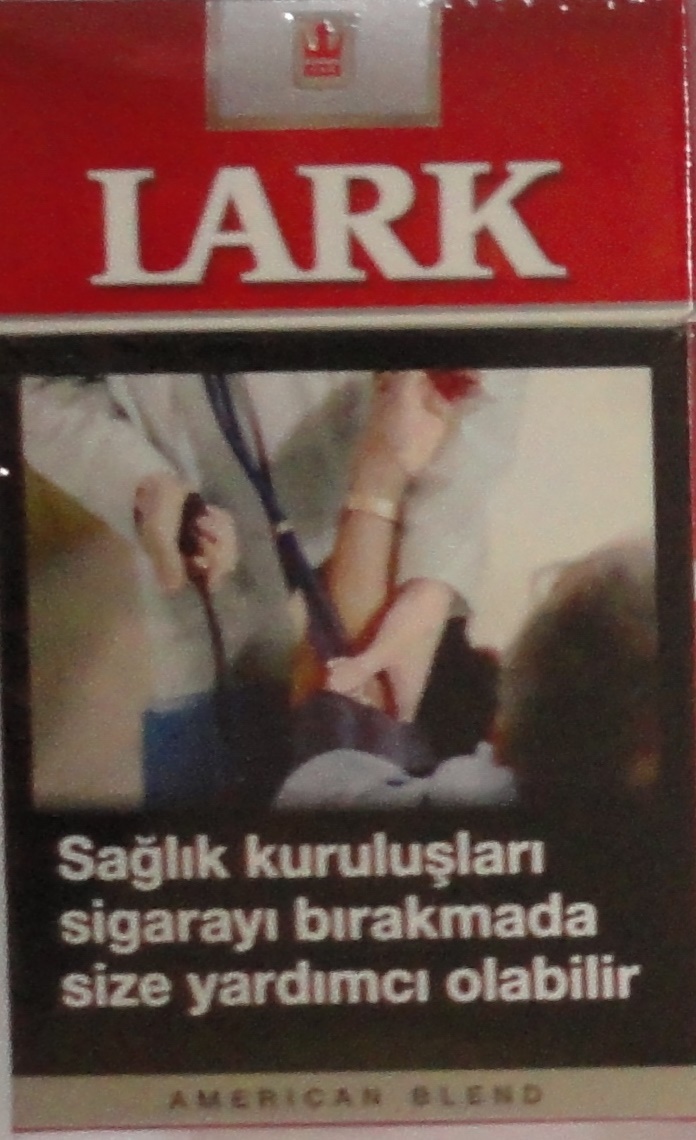 LARK
Sağlık kuruluşları
sigarayı bırakmada
size yardımcı olabilir
AMERICAN BLEND